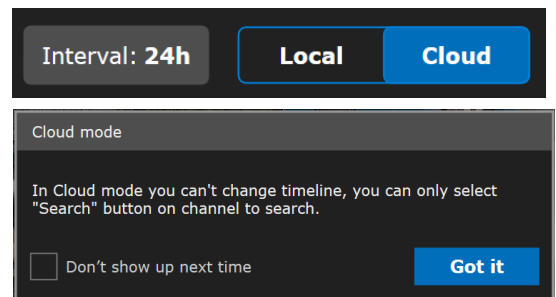 Interval: 24h Local Cloud
Cloud mode
In Cloud mode you can't change timeline, you can only select
"Search" button on channel to search.
Don't show up next time Got it